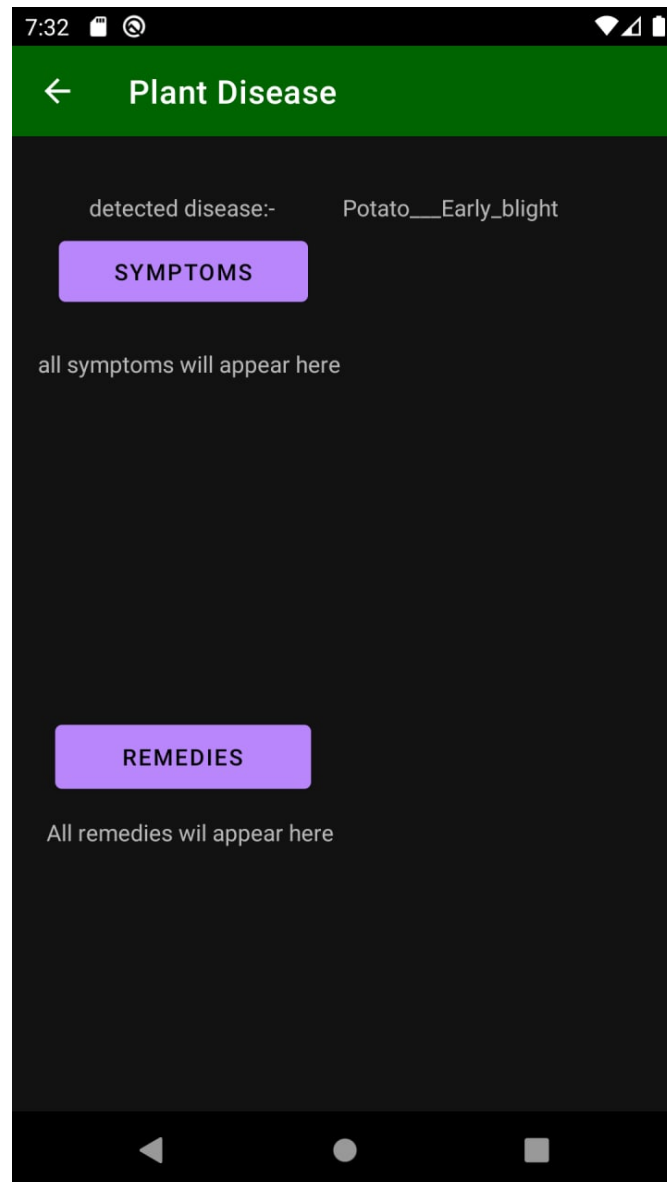 7:32
Plant Disease
detected disease:- Potato___Early_blight
SYMPTOMS
all symptoms will appear here
REMEDIES
All remedies wil appear here